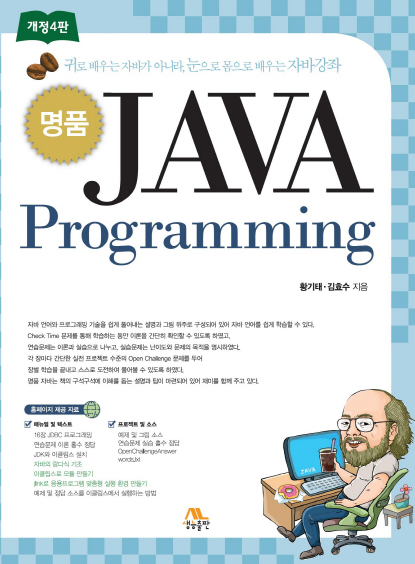 개정4판
귀로 배우는 자바가 아니라, 눈으로 몸으로 배우는 자바강좌
명품
JAVA
Programming
황기태·김효수 지음
자바 언어와 프로그래밍 기술을 쉽게 풀어내는 설명과 그림 위주로 구성되어 있어 자바 언어를 쉽게 학습할 수 있다.
Check Time 문제를 통해 학습하는 동안 이론을 간단히 확인할 수 있도록 하였고,
연습문제는 이론과 실습으로 나누고, 실습문제는 난이도와 문제의 목적을 명시하였다.
각 장마다 간단한 실전 프로젝트 수준의 Open Challenge 문제를 두어
장별 학습을 끝내고 스스로 도전하여 풀어볼 수 있도록 하였다.
명품 자바는 책의 구석구석에 이해를 돕는 설명과 팁이 마련되어 있어 재미를 함께 주고 있다.
홈페이지 제공 자료
매뉴얼 및 텍스트
16장 JDBC 프로그래밍
연습문제 이론 홀수 정답
JDK와 이클립스 설치
자바의 람다식 기초
이클립스로 모듈 만들기
jlink로 응용프로그램 맞춤형 실행 환경 만들기
예제 및 정답 소스를 이클립스에서 실행하는 방법
프로젝트 및 소스
예제 및 그림 소스
연습문제 실습 홀수 정답
OpenChallengeAnswer
words.txt
JAVA
생능출판